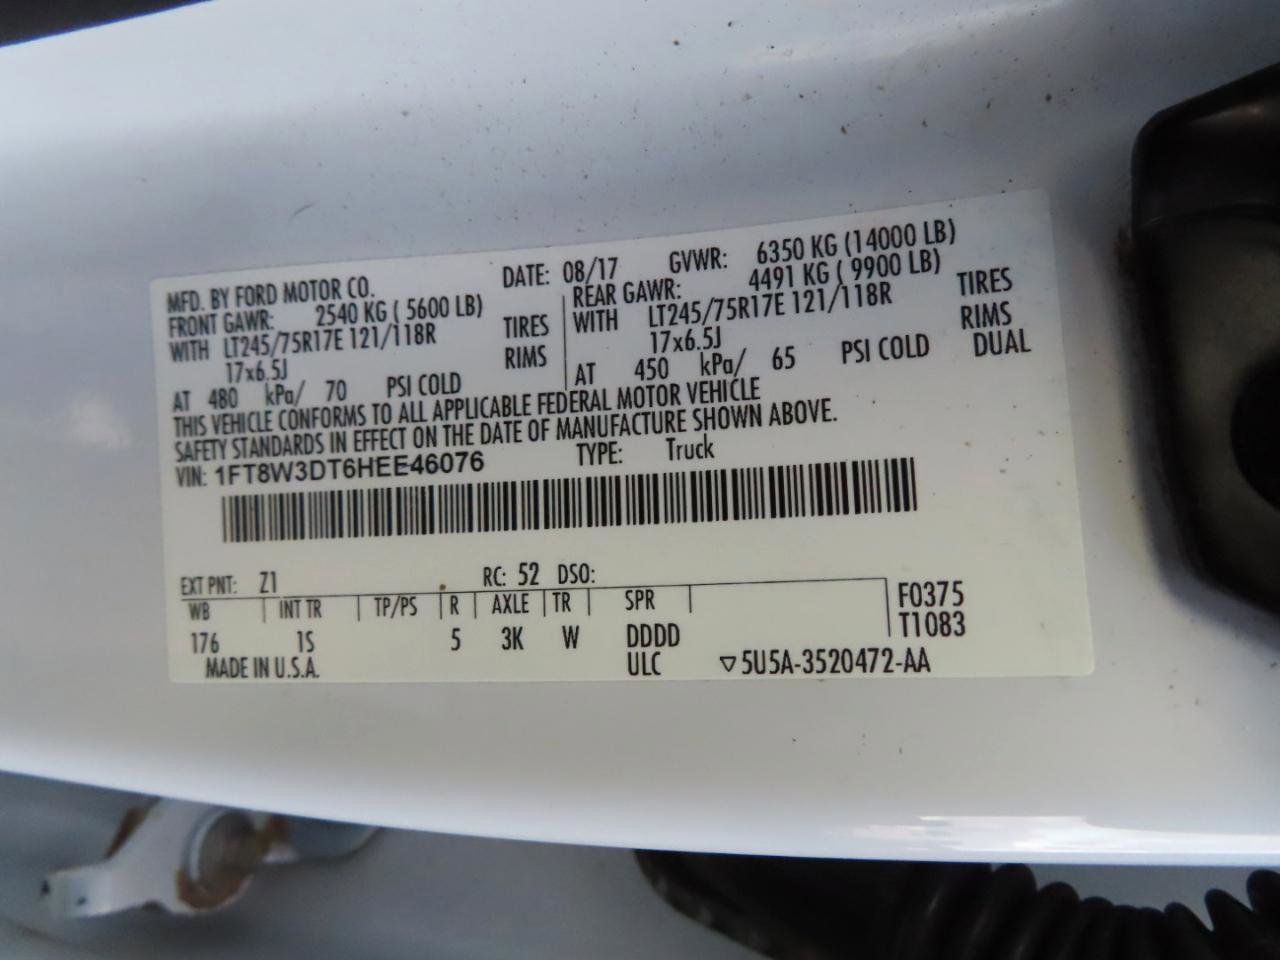 MFD. BY FORD MOTOR CO. DATE: 08/17 GVWR: 6350 KG (14000 LB)
FRONT GAWR: 2540 KG ( 5600 LB) REAR GAWR: 4491 KG ( 9900 LB)
WITH LT245/75R17E 121/118R TIRES WITH LT245/75R17E 121/118R TIRES
17x6.5J RIMS 17x6.5J RIMS
AT 480 kPa/ 70 PSI COLD AT 450 kPa/ 65 PSI COLD DUAL
THIS VEHICLE CONFORMS TO ALL APPLICABLE FEDERAL MOTOR VEHICLE
SAFETY STANDARDS IN EFFECT ON THE DATE OF MANUFACTURE SHOWN ABOVE.
VIN: 1FT8W3DT6HEE46076 TYPE: Truck
EXT PNT: Z1 RC: 52 DSO:
WB INT TR TP/PS R AXLE TR SPR F0375
176 1S 5 3K W DDDD T1083
MADE IN U.S.A. ULC ▽5U5A-3520472-AA